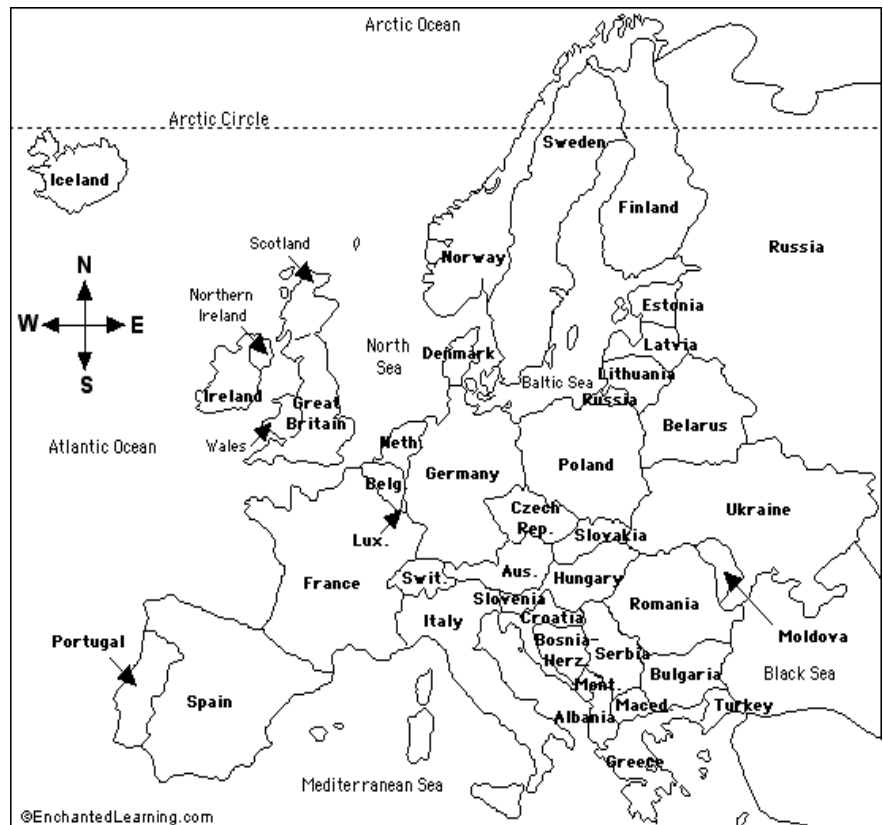 Arctic Ocean
Arctic Circle
Sweden
Iceland
Finland
Scotland
Norway
Russia
N
Northern
Ireland
W
E
S
North
Sea
Denmark
Estonia
Latvia
Lithuania
Baltic Sea
Russia
Ireland
Great
Britain
Wales
Belarus
Atlantic Ocean
Neth
Belg
Germany
Poland
Lux.
Czech
Rep.
Slovakia
Ukraine
France
Swit.
Aus.
Hungary
Slovenia
Italy
Croatia
Romania
Moldova
Portugal
Bosnia-
Herz.
Serbia
Bulgaria
Black Sea
Spain
Mont.
Maced
Turkey
Albania
Greece
Mediterranean Sea
©EnchantedLearning.com